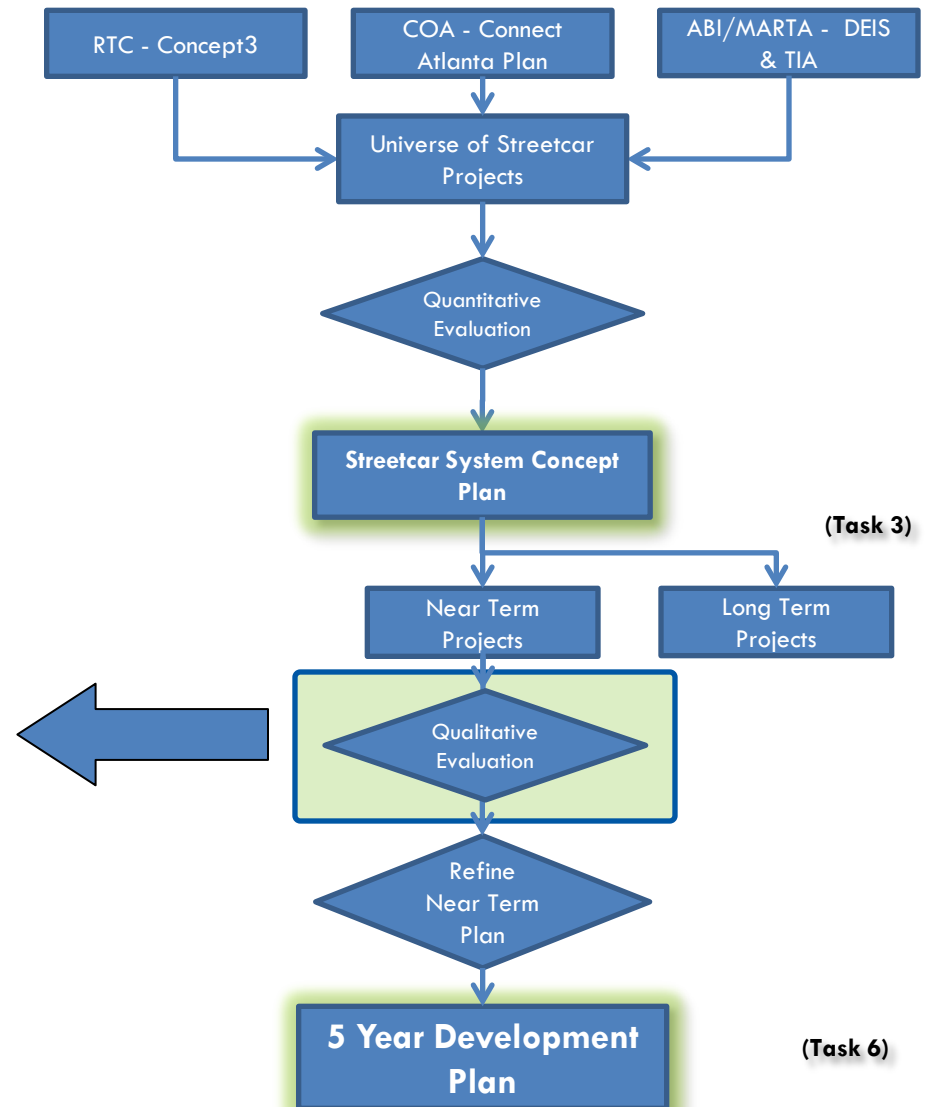 RTC - Concept3
COA - Connect
Atlanta Plan
ABI/MARTA - DEIS
& TIA
Universe of Streetcar
Projects
Quantitative
Evaluation
Streetcar System Concept
Plan
(Task 3)
Near Term
Projects
Long Term
Projects
Qualitative
Evaluation
Refine
Near Term
Plan
5 Year Development
Plan
(Task 6)